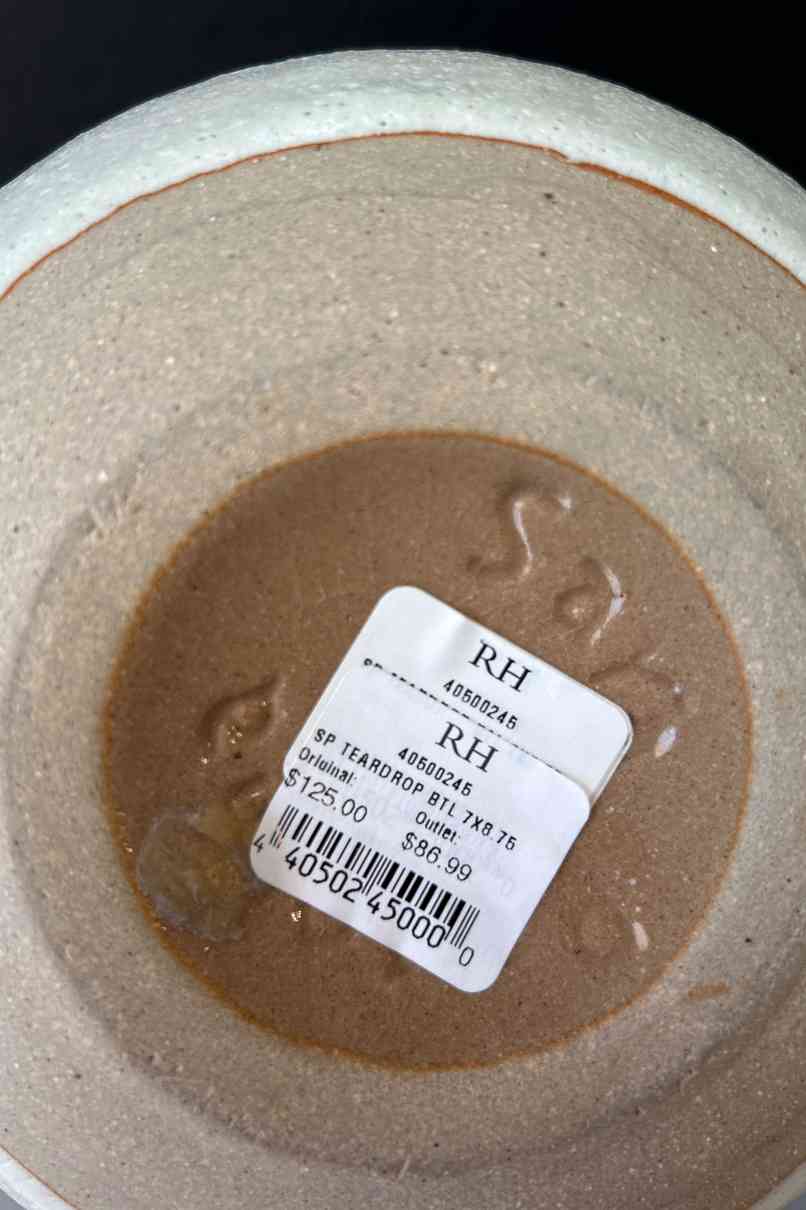 Sar
RH
40500245
RH
40500245
SP TEARDROP BTL 7X8.75
Original:
$125.00
Outlet:
$86.99
4 40502 45000 0